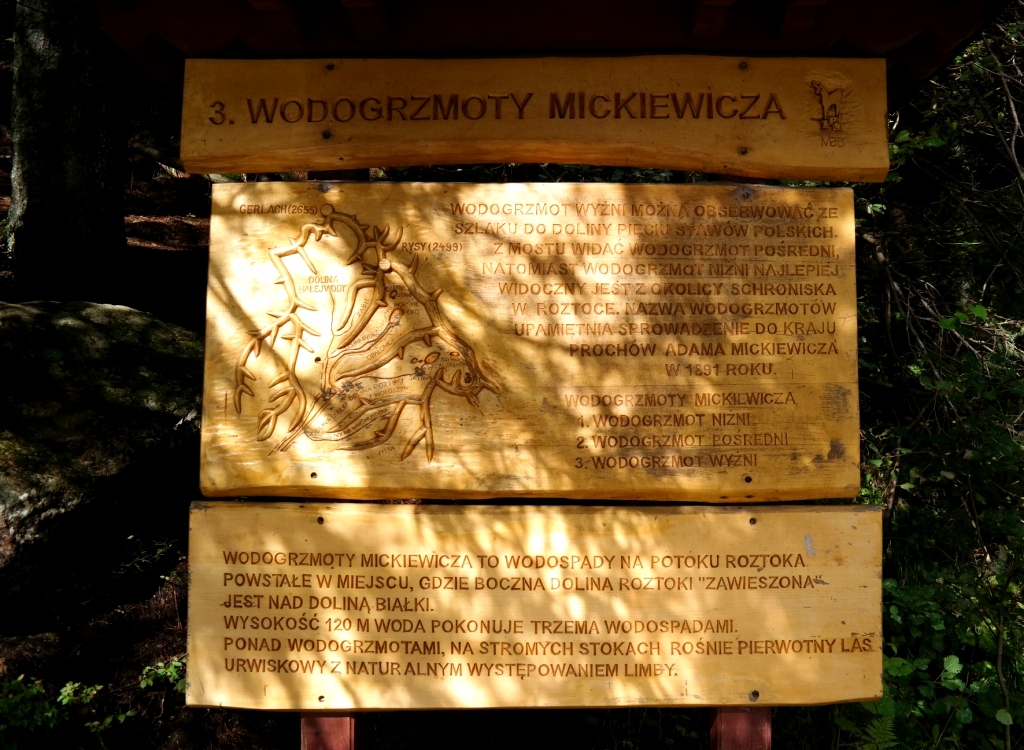 3. WODOGRZMOTY MICKIEWICZA
GERLACH (2655)
RYSY (2499)
DOLINA
BIAŁEJ WODY
WODOGRZMOT WYŻNI MOŻNA OBSERWOWAĆ ZE
SZLAKU DO DOLINY PIĘCIU STAWÓW POLSKICH.
Z MOSTU WIDAĆ WODOGRZMOT POŚREDNI,
NATOMIAST WODOGRZMOT NIŻNI NAJLEPIEJ
WIDOCZNY JEST Z OKOLICY SCHRONISKA
W ROZTOCE. NAZWA WODOGRZMOTÓW
UPAMIĘTNIA SPROWADZENIE DO KRAJU
PROCHÓW ADAMA MICKIEWICZA
W 1891 ROKU.
WODOGRZMOTY MICKILWICZA
1. WODOGRZMOT NIŻNI
2. WODOGRZMOT POŚREDNI
3. WODOGRZMOT WYŻNI
WODOGRZMOTY MICKIEWICZA TO WODOSPADY NA POTOKU ROZTOKA
POWSTAŁE W MIEJSCU, GDZIE BOCZNA DOLINA ROZTOKI "ZAWIESZONA"
JEST NAD DOLINĄ BIAŁKI.
WYSOKOŚĆ 120 M WODA POKONUJE TRZEMA WODOSPADAMI.
PONAD WODOGRZMOTAMI, NA STROMYCH STOKACH ROŚNIE PIERWOTNY LAS
URWISKOWY Z NATURALNYM WYSTĘPOWANIEM LIMBY.